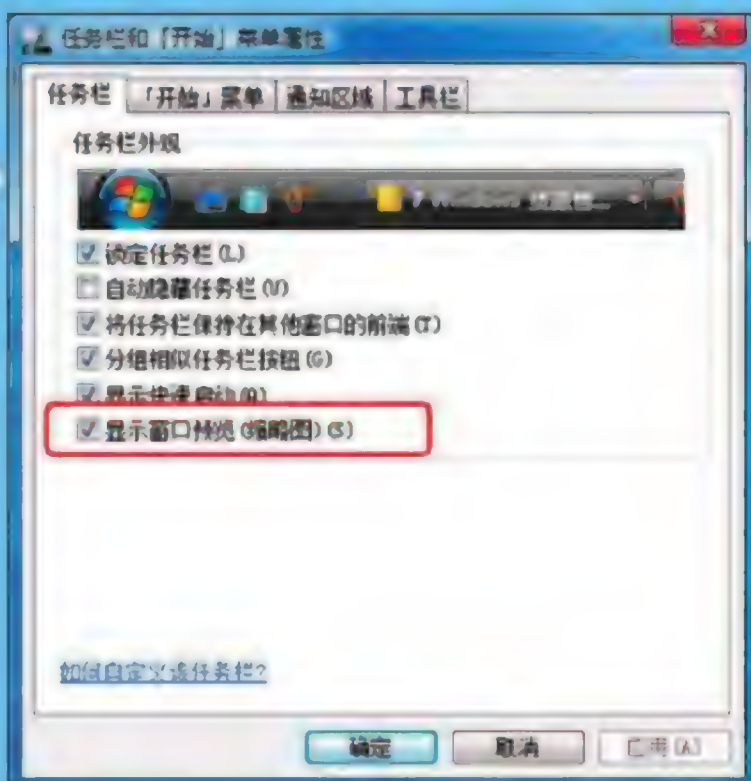 任务栏和「开始」菜单属性
任务栏 「开始」菜单 通知区域 工具栏
任务栏外观
锁定任务栏(L)
自动隐藏任务栏(U)
将任务栏保持在其他窗口的前端(T)
分组相似任务栏按钮(G)
显示快速启动(Q)
显示窗口预览(缩略图)(S)
如何自定义该任务栏?
确定 取消 应用(A)